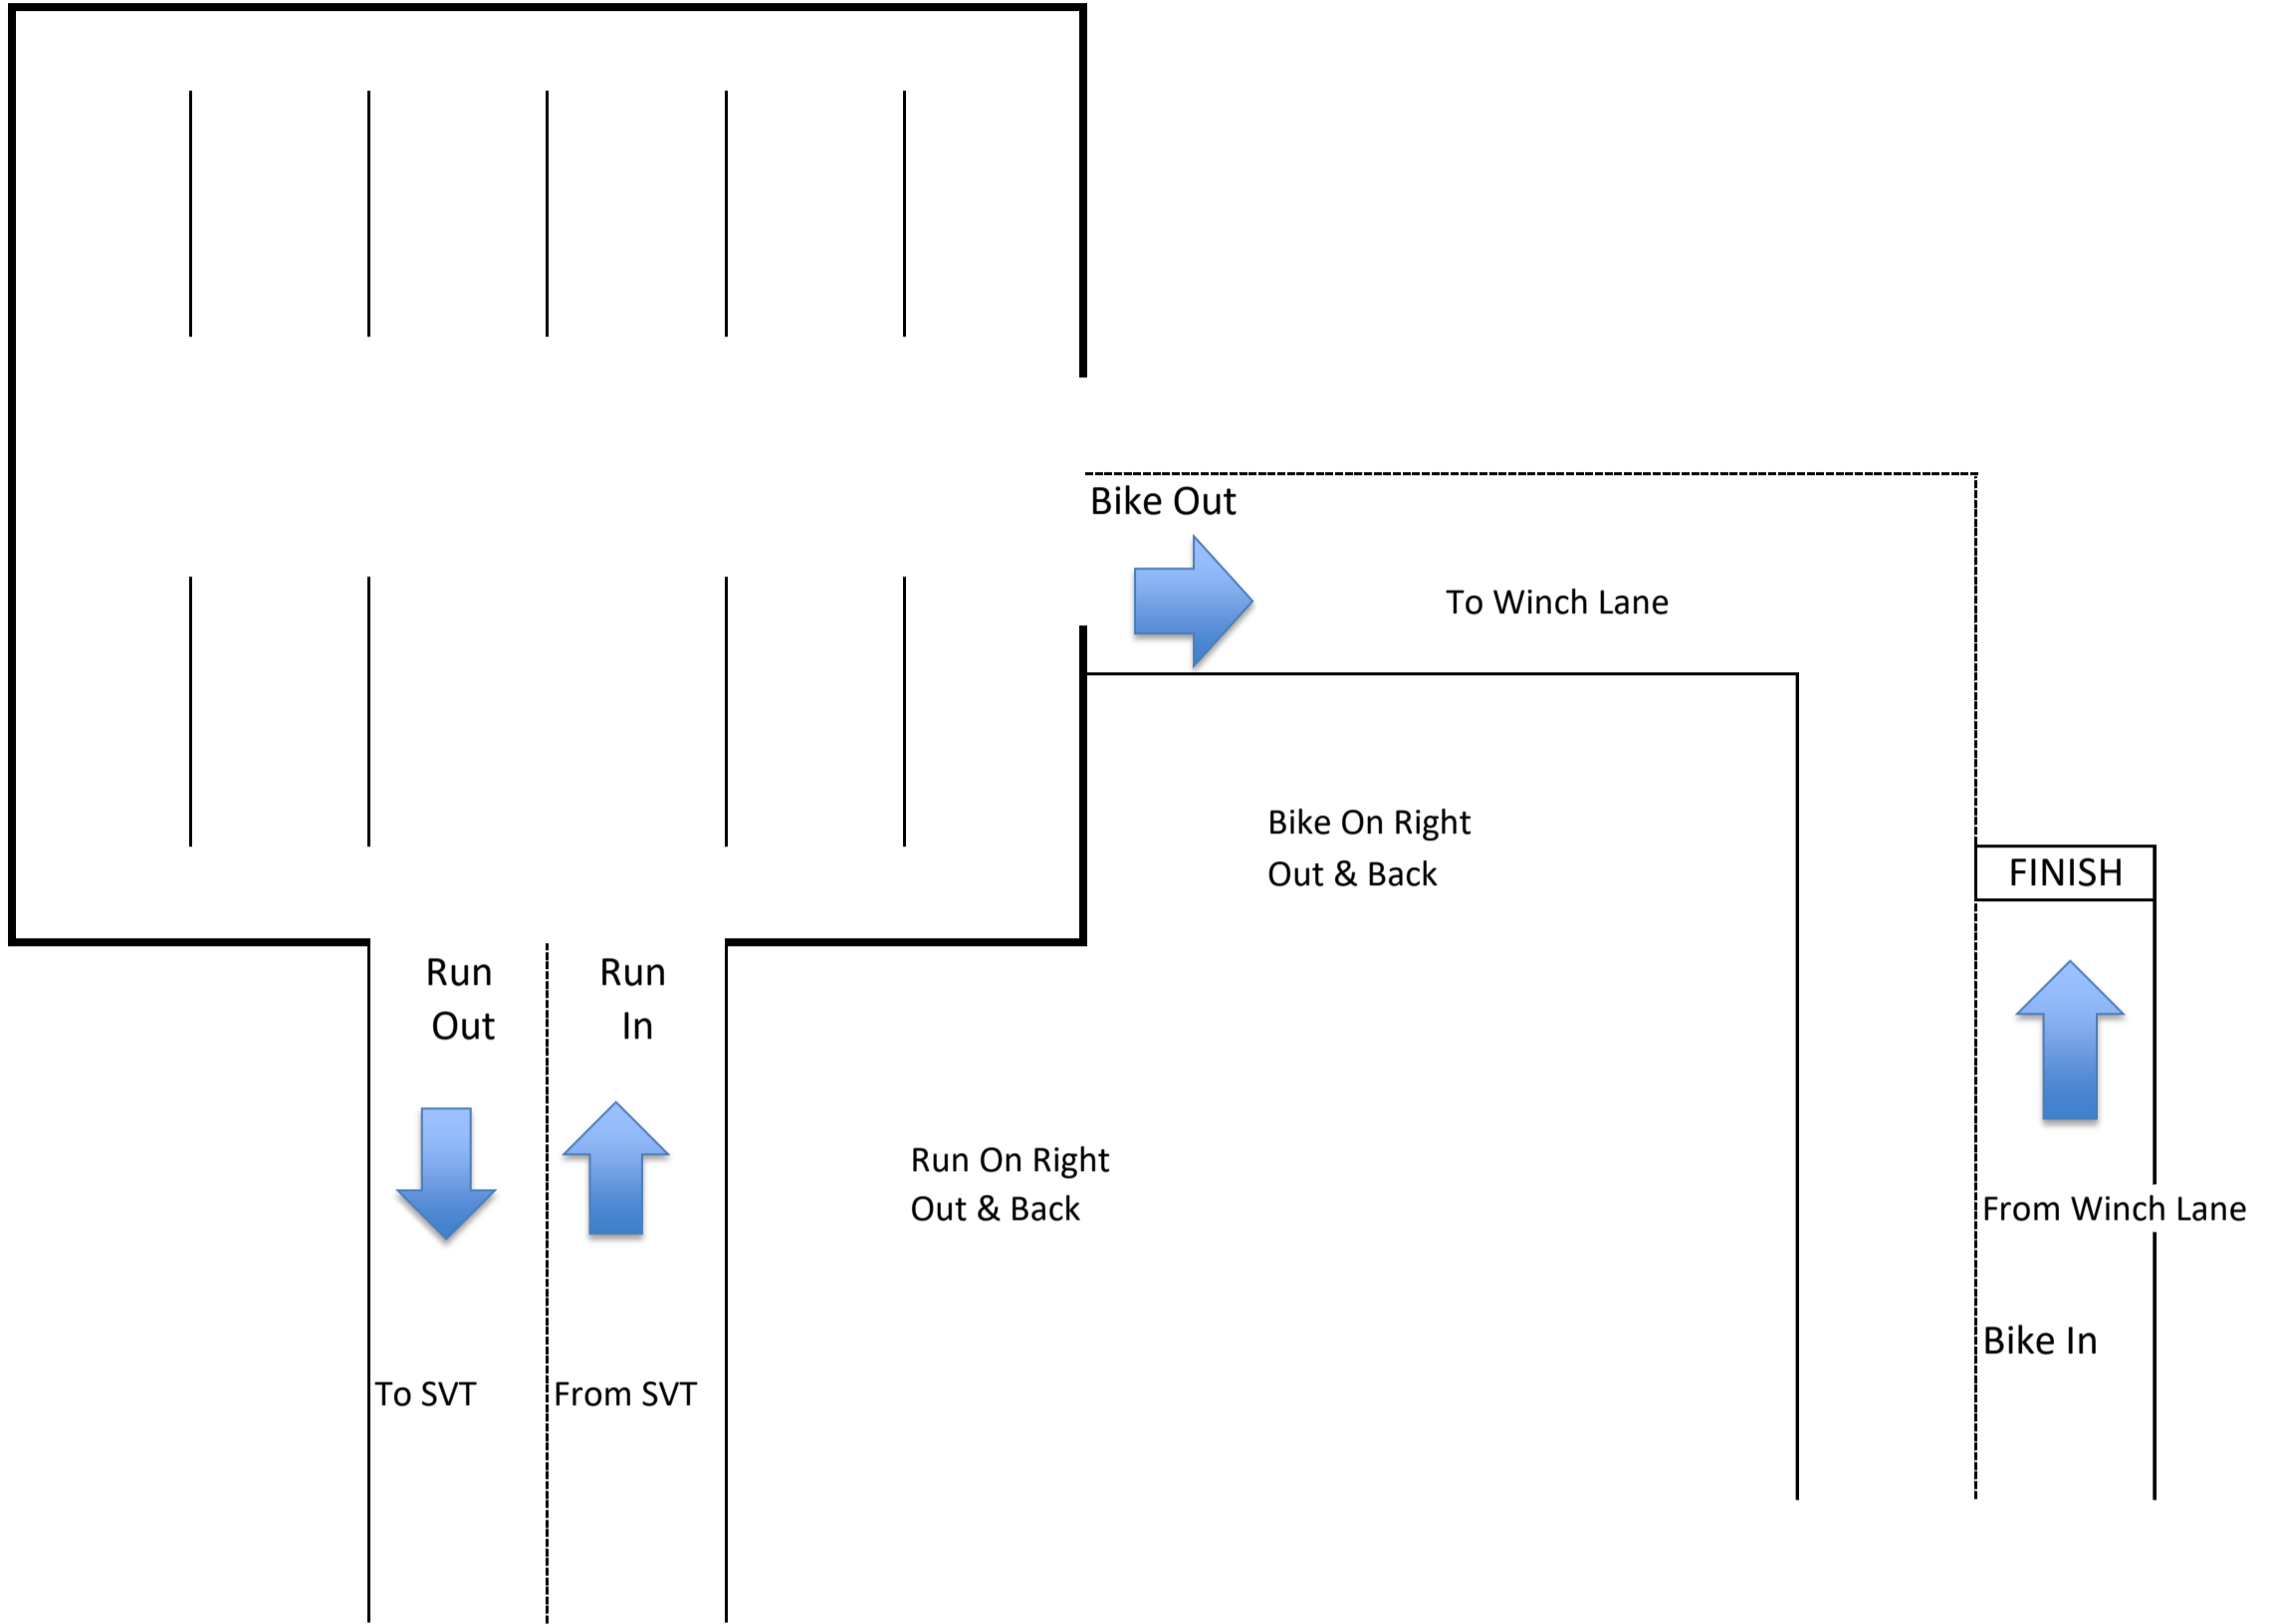 Bike Out
To Winch Lane
Bike On Right
Out & Back
FINISH
Run
Out
Run
In
Run On Right
Out & Back
From Winch Lane
Bike In
To SVT
From SVT